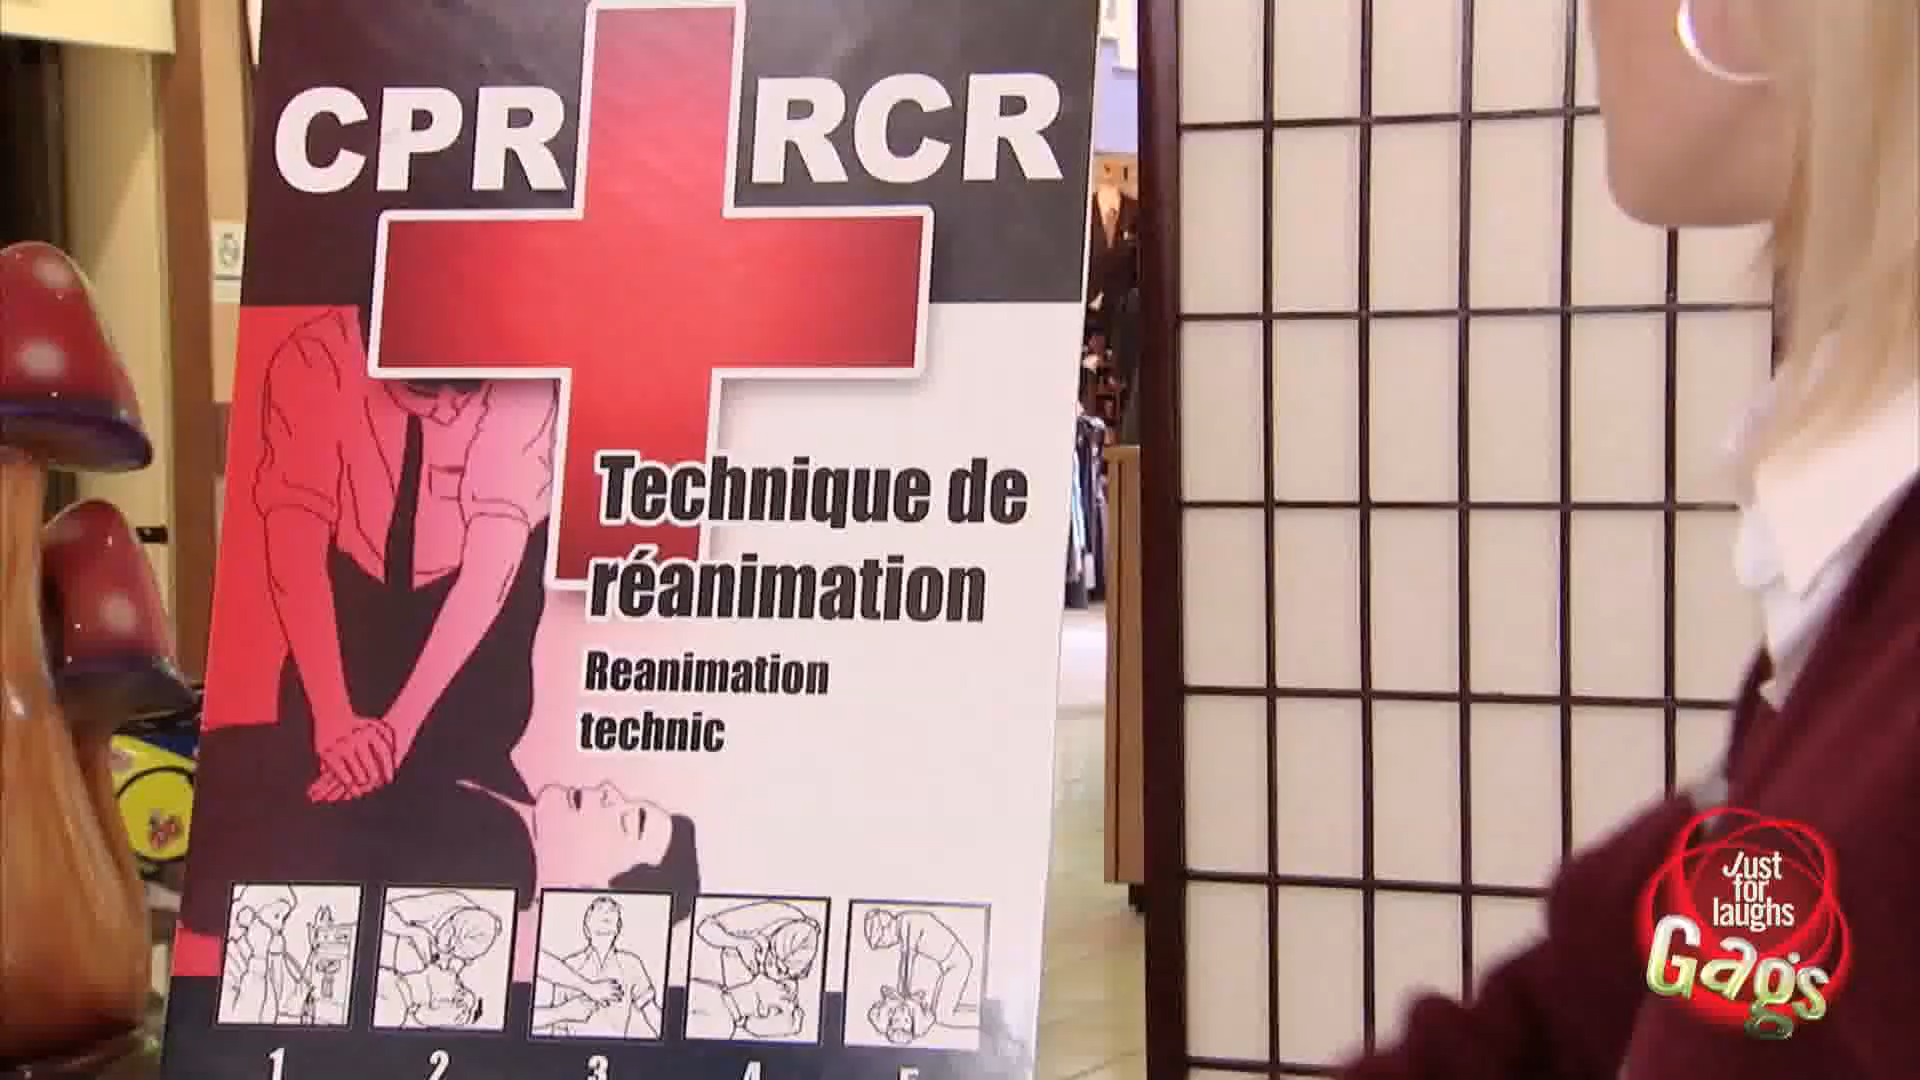 CPR RCR
Technique de
réanimation
Reanimation
technic
1 2 3 4 5
Just
for
laughs
Gags